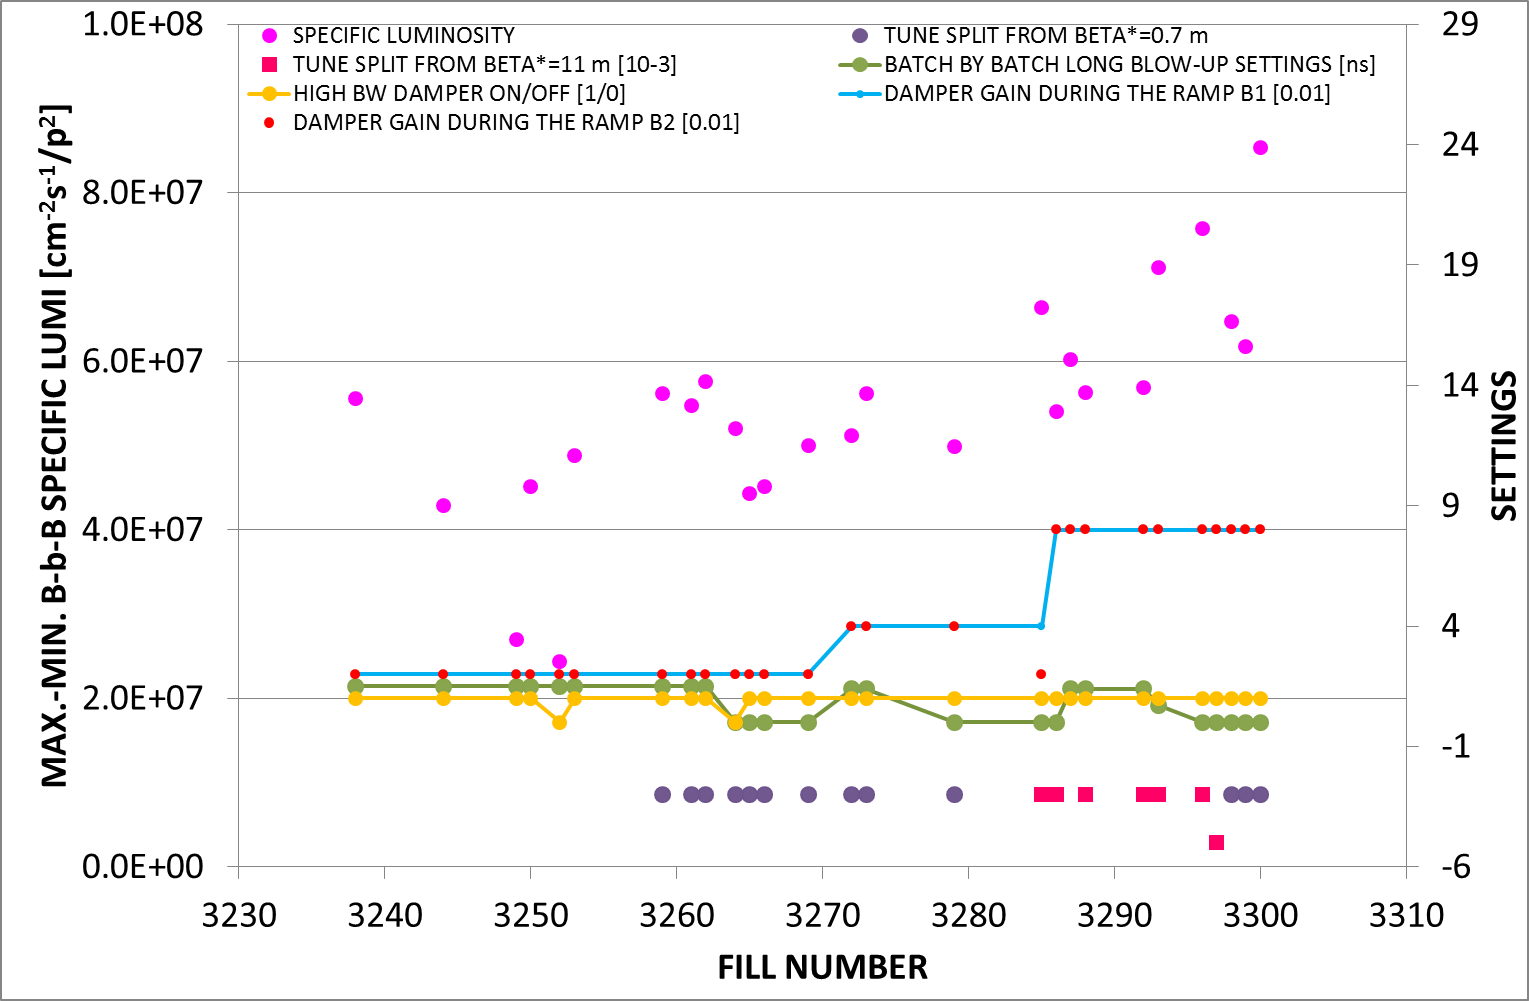 1.0E+08
8.0E+07
6.0E+07
4.0E+07
2.0E+07
0.0E+00
MAX.-MIN. B-b-B SPECIFIC LUMI [cm-2s-1/p2]
SPECIFIC LUMINOSITY
TUNE SPLIT FROM BETA*=0.7 m
TUNE SPLIT FROM BETA*=11 m [10-3]
BATCH BY BATCH LONG BLOW-UP SETTINGS [ns]
HIGH BW DAMPER ON/OFF [1/0]
DAMPER GAIN DURING THE RAMP B1 [0.01]
DAMPER GAIN DURING THE RAMP B2 [0.01]
29
24
19
14
9
4
-1
-6
SETTINGS
3230 3240 3250 3260 3270 3280 3290 3300 3310
FILL NUMBER